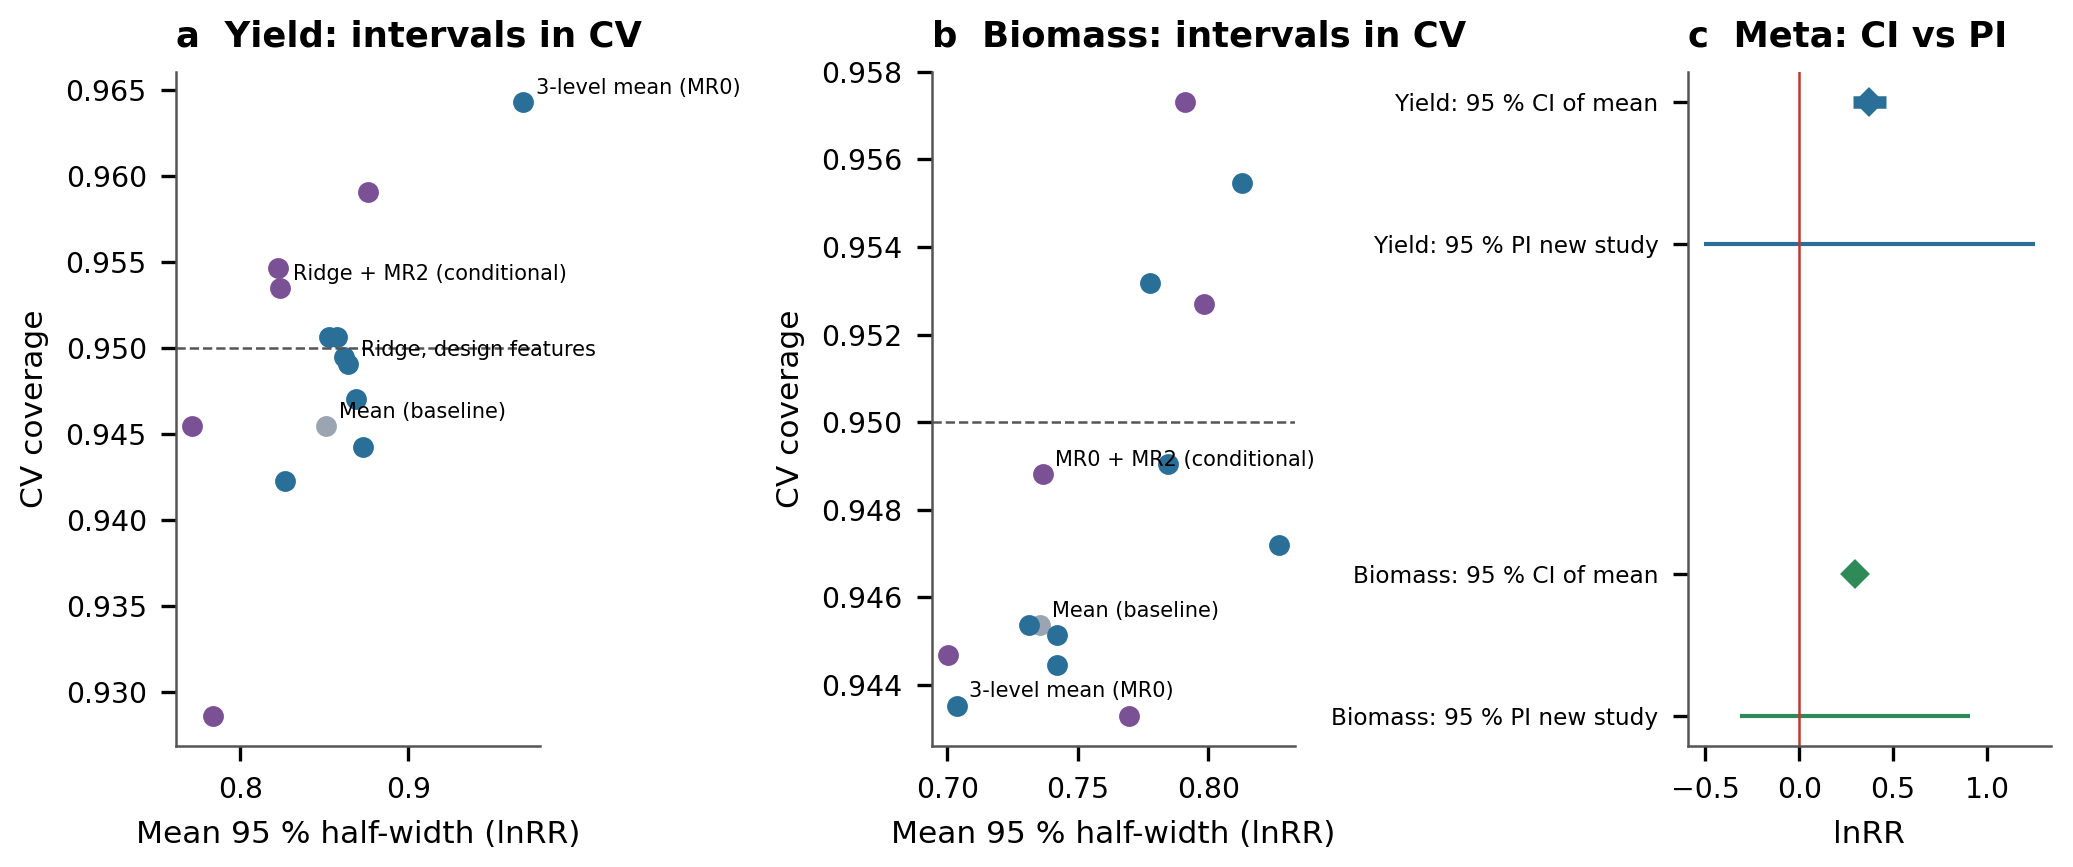 a Yield: intervals in CV
0.965
0.960
0.955
0.950
0.945
0.940
0.935
0.930
CV coverage
3-level mean (MR0)
Ridge + MR2 (conditional)
Ridge, design features
Mean (baseline)
0.8 0.9
Mean 95 % half-width (lnRR)
b Biomass: intervals in CV
0.958
0.956
0.954
0.952
0.950
0.948
0.946
0.944
CV coverage
MR0 + MR2 (conditional)
Mean (baseline)
3-level mean (MR0)
0.70 0.75 0.80
Mean 95 % half-width (lnRR)
c Meta: CI vs PI
Yield: 95 % CI of mean
Yield: 95 % PI new study
Biomass: 95 % CI of mean
Biomass: 95 % PI new study
−0.5 0.0 0.5 1.0
lnRR